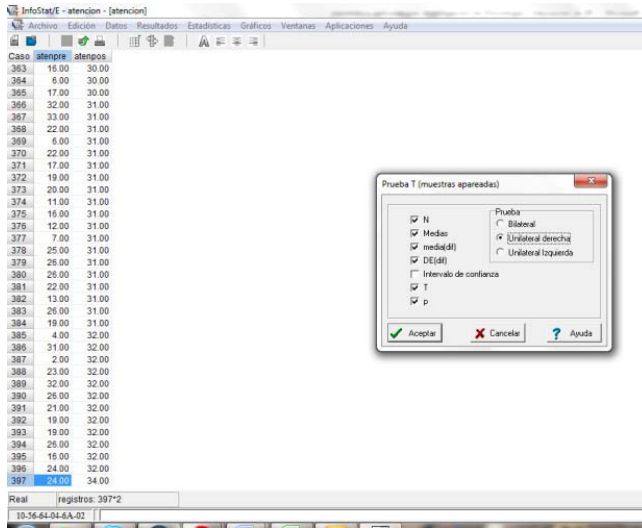 InfoStat/E - atencion - [atencion]
Archivo Edición Datos Resultados Estadísticas Gráficos Ventanas Aplicaciones Ayuda
Caso atenpre atenpos
363 16.00 30.00
364 6.00 30.00
365 17.00 30.00
366 32.00 31.00
367 33.00 31.00
368 22.00 31.00
369 6.00 31.00
370 22.00 31.00
371 17.00 31.00
372 19.00 31.00
373 20.00 31.00
374 11.00 31.00
375 16.00 31.00
376 12.00 31.00
377 7.00 31.00
378 25.00 31.00
379 26.00 31.00
380 26.00 31.00
381 22.00 31.00
382 13.00 31.00
383 26.00 31.00
384 19.00 31.00
385 4.00 32.00
386 31.00 32.00
387 2.00 32.00
388 23.00 32.00
389 32.00 32.00
390 26.00 32.00
391 21.00 32.00
392 19.00 32.00
393 19.00 32.00
394 26.00 32.00
395 16.00 32.00
396 24.00 32.00
397 24.00 34.00
Real registros: 397*2
10-56-64-04-6A-02
Prueba T (muestras apareadas)
N
Medias
media(dif)
DE(dif)
Intervalo de confianza
T
p
Prueba
Bilateral
Unilateral derecha
Unilateral Izquierda
Aceptar Cancelar Ayuda